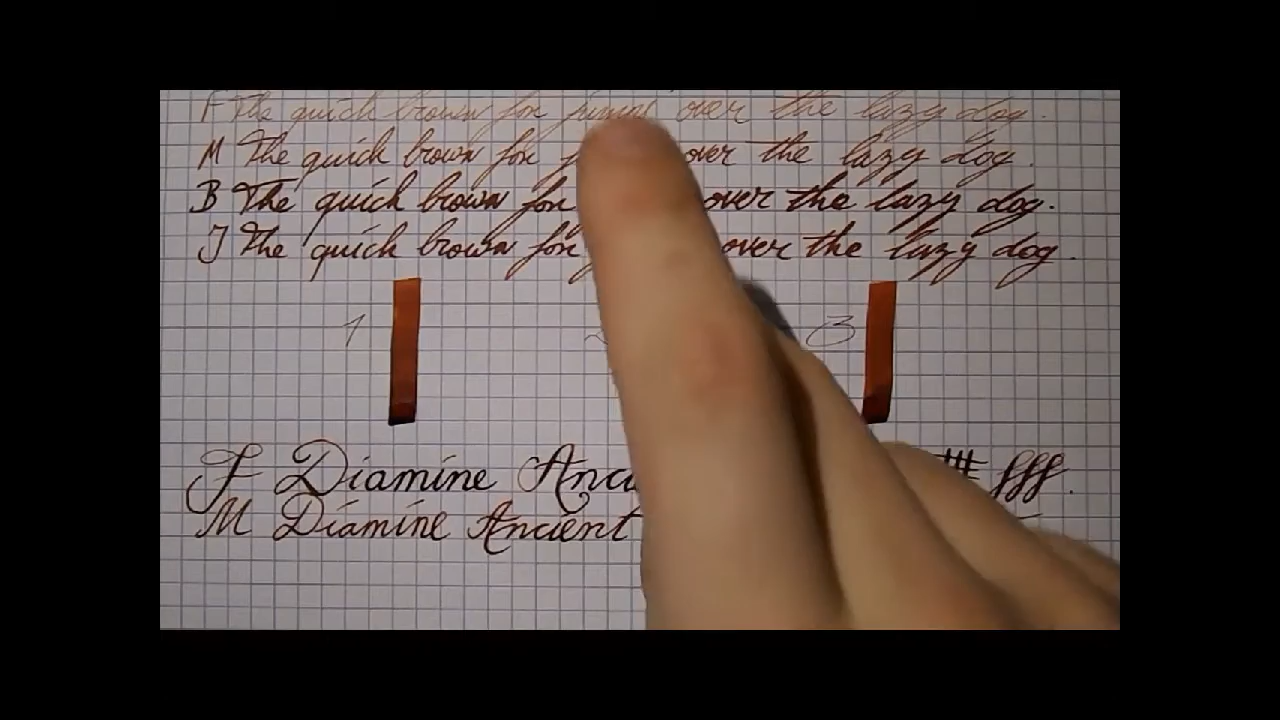 F The quick brown fox jumps over the lazy dog.
M The quick brown fox over the lazy dog.
B The quick brown fox over the lazy dog.
J The quick brown fox over the lazy dog.
1 3
F Diamine Anci ### fff.
M Diamine Ancient